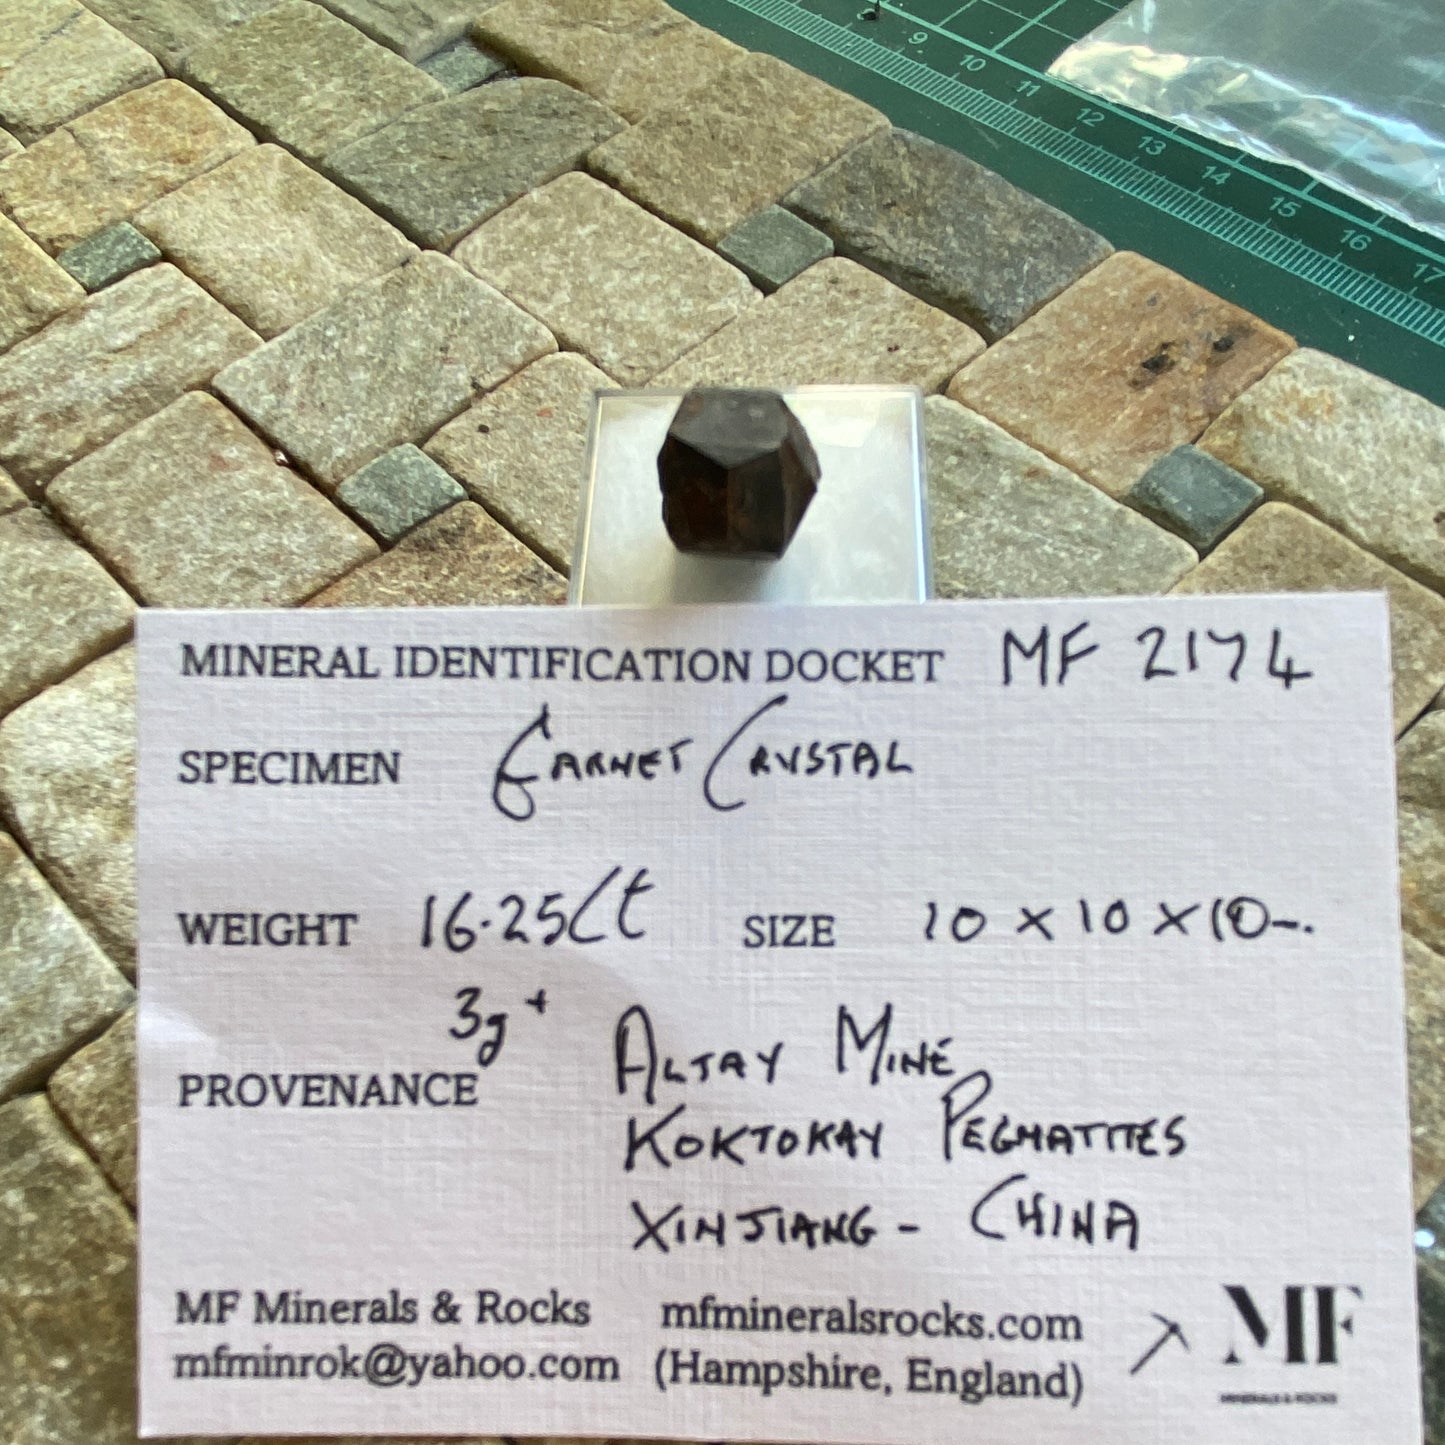 9 10 11 12 13 14 15 16 17
MINERAL IDENTIFICATION DOCKET MF 2174
SPECIMEN GARNET CRYSTAL
WEIGHT 16.25Ct SIZE 10 X 10 X 10
3g+
PROVENANCE ALTAY MINE
KOKTOKAY PEGMATITES
XINJIANG - CHINA
MF Minerals & Rocks mfmineralsrocks.com
mfminrok@yahoo.com (Hampshire, England)
MF
MINERALS & ROCKS